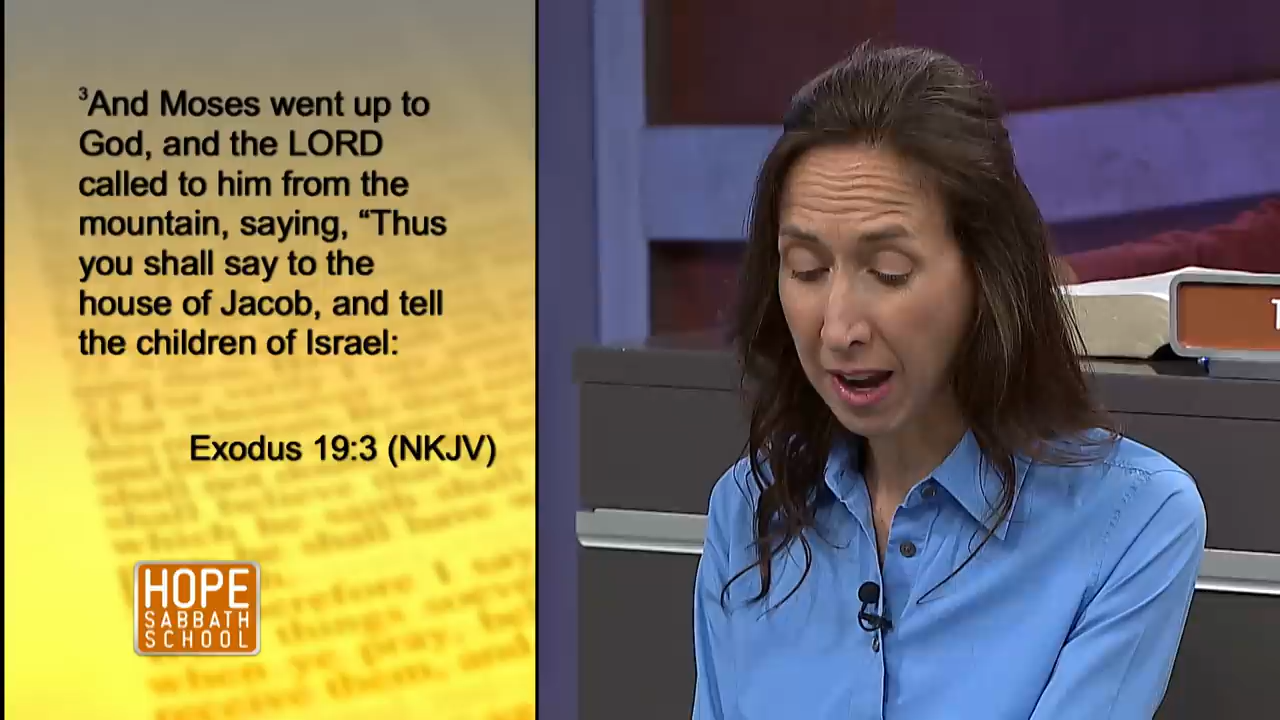 ³And Moses went up to
God, and the LORD
called to him from the
mountain, saying, “Thus
you shall say to the
house of Jacob, and tell
the children of Israel:
Exodus 19:3 (NKJV)
HOPE
SABBATH
SCHOOL